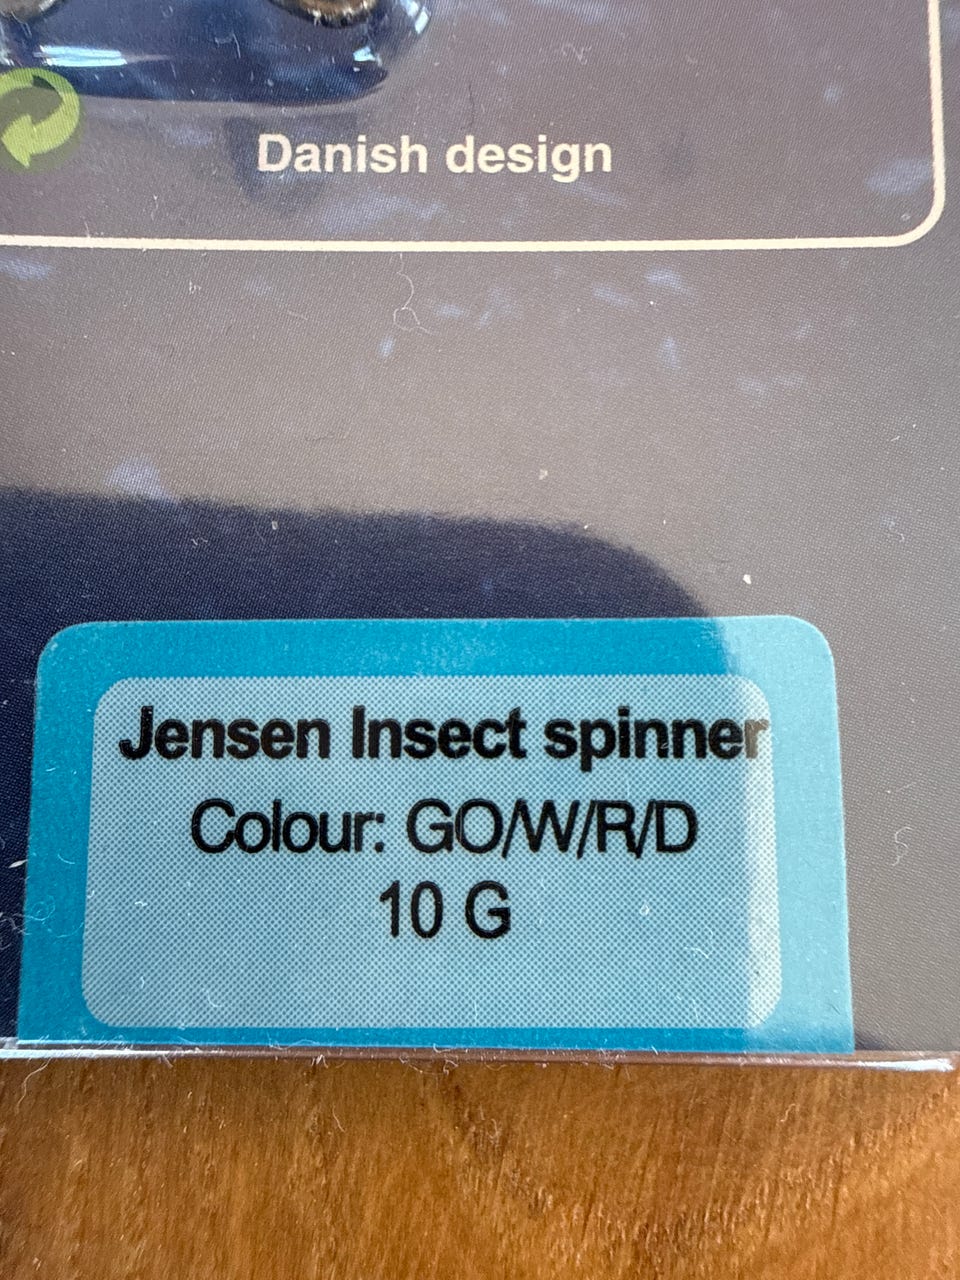 Danish design
Jensen Insect spinner
Colour: GO/W/R/D
10 G